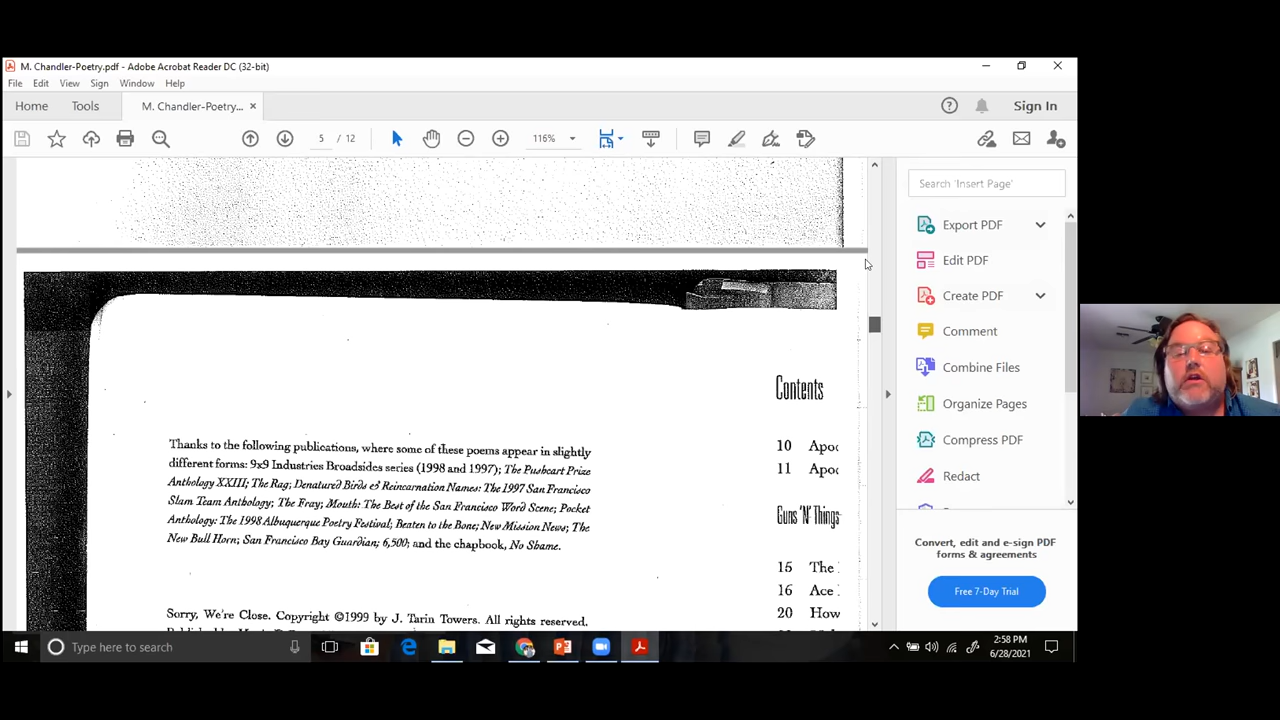 M. Chandler-Poetry.pdf - Adobe Acrobat Reader DC (32-bit)
File Edit View Sign Window Help
Home Tools M. Chandler-Poetry... × Sign In
5 / 12 116%
Search 'Insert Page'
Export PDF
Edit PDF
Create PDF
Comment
Combine Files
Organize Pages
Compress PDF
Redact
Convert, edit and e-sign PDF
forms & agreements
Free 7-Day Trial
Thanks to the following publications, where some of these poems appear in slightly
different forms: 9x9 Industries Broadsides series (1998 and 1997); The Pushcart Prize
Anthology XXIII; The Rag; Denatured Birds & Reincarnation Names: The 1997 San Francisco
Slam Team Anthology; The Fray; Mouth: The Best of the San Francisco Word Scene; Pocket
Anthology: The 1998 Albuquerque Poetry Festival; Beaten to the Bone; New Mission News; The
New Bull Horn; San Francisco Bay Guardian; 6,500; and the chapbook, No Shame.
Sorry, We're Close. Copyright ©1999 by J. Tarin Towers. All rights reserved.
Contents
10 Apoc
11 Apoc
Guns 'N' Things
15 The
16 Ace
20 How
Type here to search
2:58 PM
6/28/2021